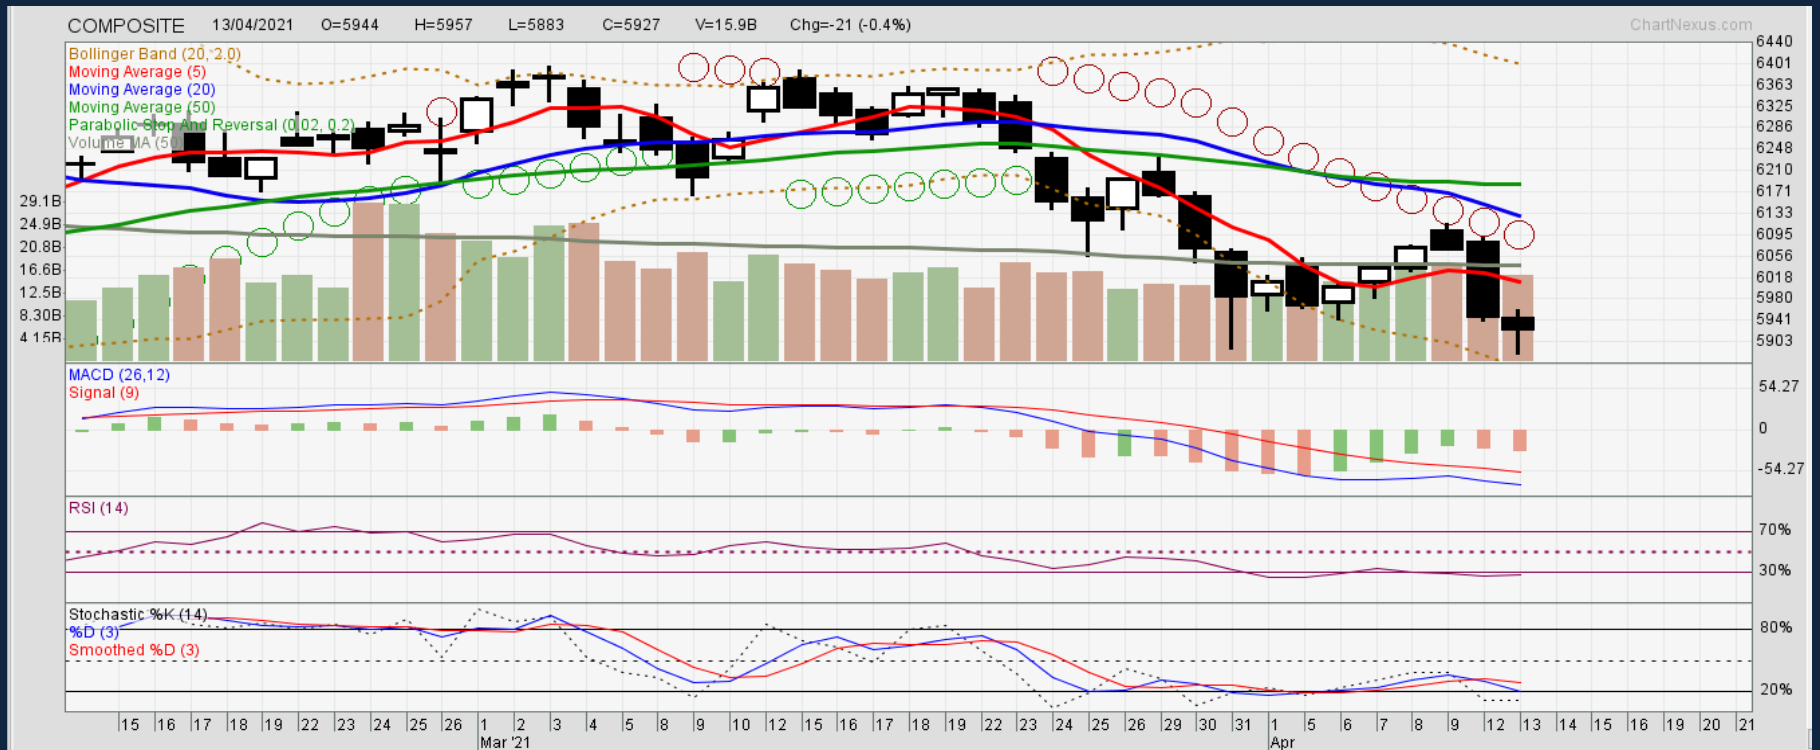 COMPOSITE 13/04/2021 O=5944 H=5957 L=5883 C=5927 V=15.9B Chg=-21 (-0.4%) ChartNexus.com
Bollinger Band (20, 2.0)
Moving Average (5)
Moving Average (20)
Moving Average (50)
Parabolic Stop And Reversal (0.02, 0.2)
Volume MA (50)
29.1B
24.9B
20.8B
16.6B
12.5B
8.30B
4.15B
6440
6401
6363
6325
6286
6248
6210
6171
6133
6095
6056
6018
5980
5941
5903
MACD (26,12)
Signal (9)
54.27
0
-54.27
RSI (14)
70%
30%
Stochastic %K (14)
%D (3)
Smoothed %D (3)
80%
20%
15 16 17 18 19 22 23 24 25 26 1 2 3 4 5 8 9 10 12 15 16 17 18 19 22 23 24 25 26 29 30 31 1 5 6 7 8 9 12 13 14 15 16 19 20 21
Mar '21 Apr